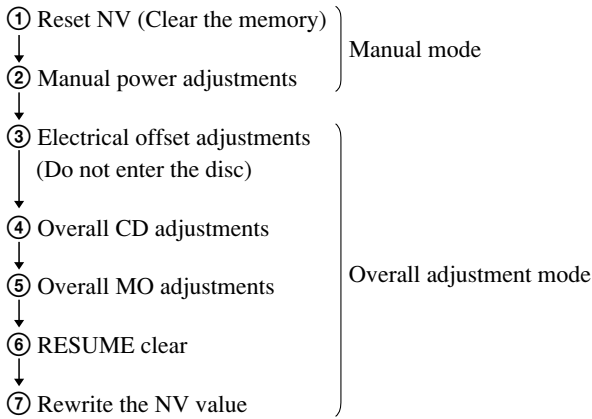 ① Reset NV (Clear the memory)
Manual mode
② Manual power adjustments
③ Electrical offset adjustments
(Do not enter the disc)
④ Overall CD adjustments
Overall adjustment mode
⑤ Overall MO adjustments
⑥ RESUME clear
⑦ Rewrite the NV value